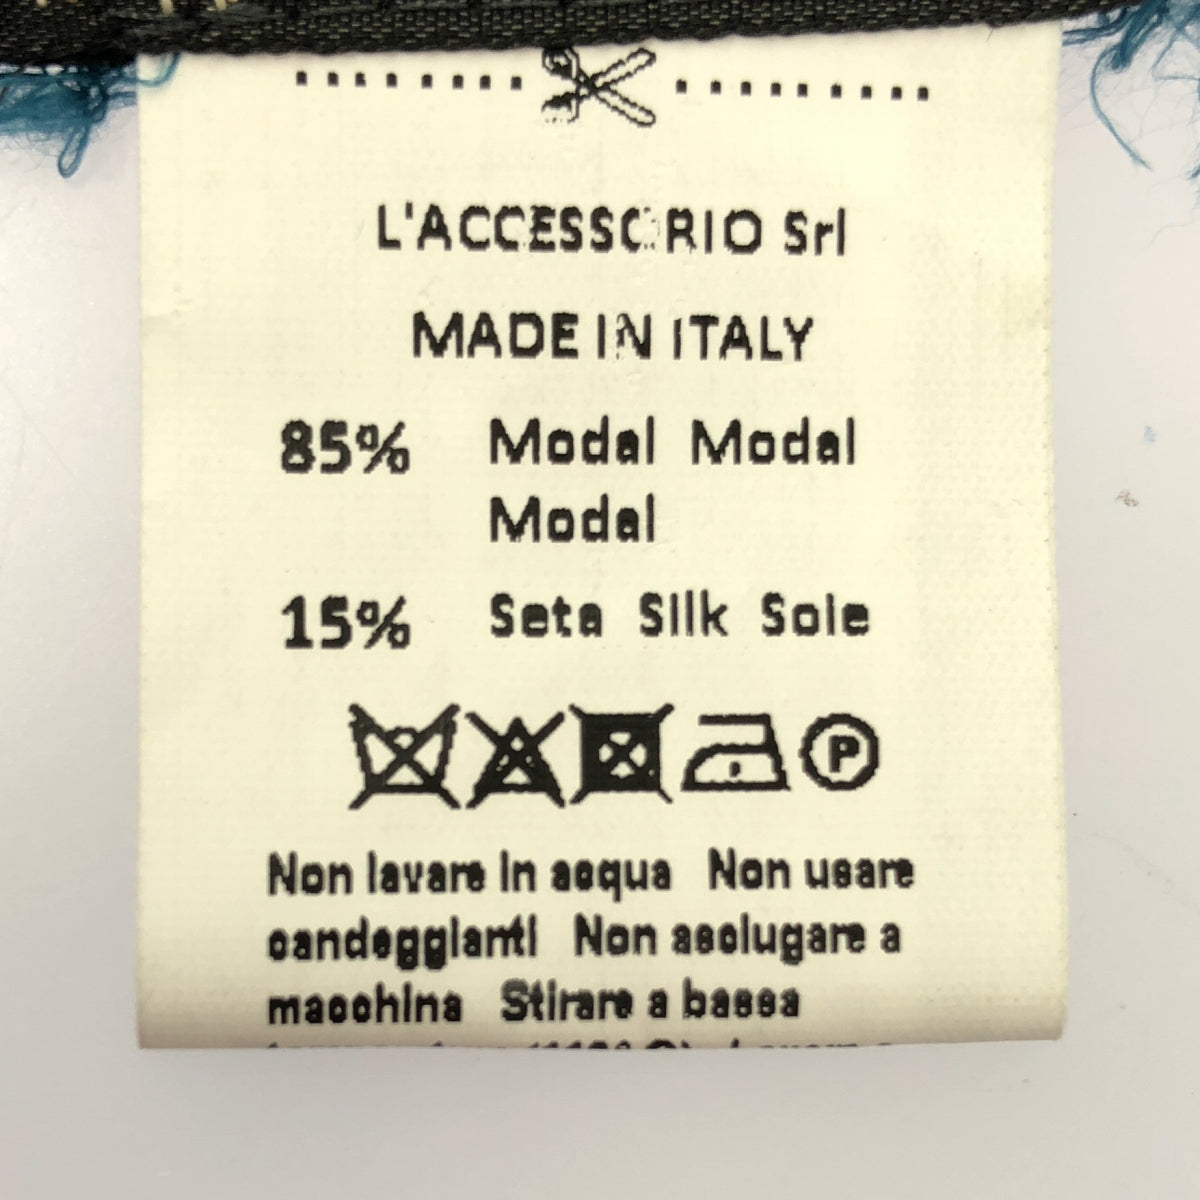 L'ACCESSORIO Srl
MADE IN ITALY
85% Modal Modal
Modal
15% Seta Silk Soie
P
Non lavare in acqua Non usare
candeggianti Non asciugare a
macchina Stirare a bassa